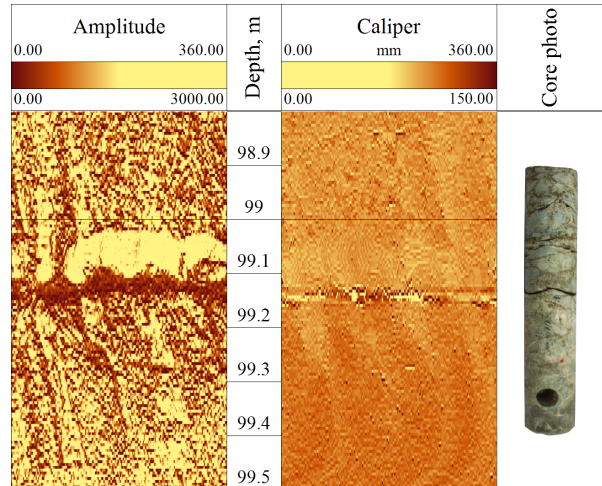 Amplitude
0.00 360.00
0.00 3000.00
Depth, m
Caliper
0.00 mm 360.00
0.00 150.00
Core photo
98.9
99
99.1
99.2
99.3
99.4
99.5